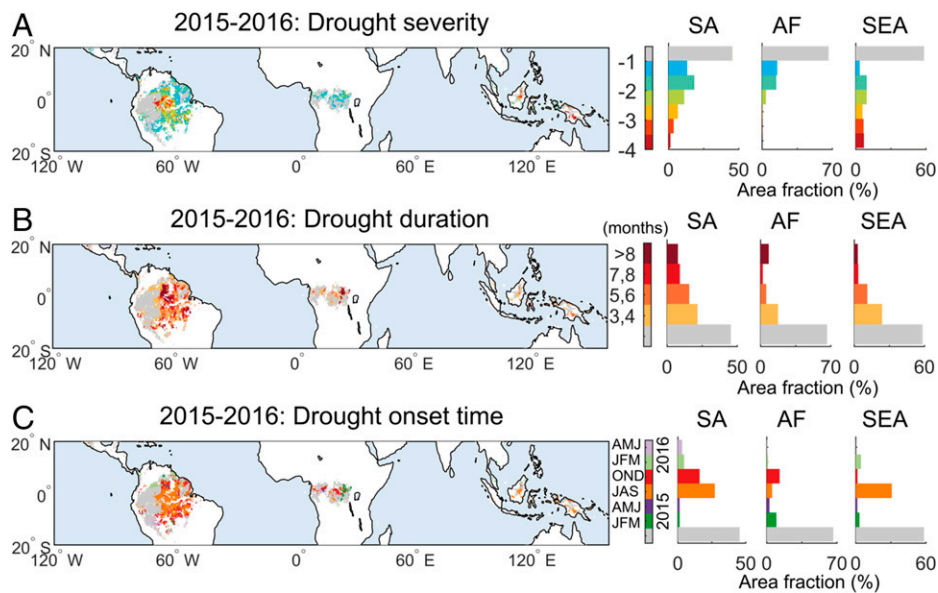 A 2015-2016: Drought severity SA AF SEA
20° N
0°
20° S
120° W 60° W 0° 60° E 120° E
-1
-2
-3
-4
0 50 0 70 0 60
Area fraction (%)
B 2015-2016: Drought duration (months) SA AF SEA
20° N
0°
20° S
120° W 60° W 0° 60° E 120° E
>8
7,8
5,6
3,4
0 50 0 70 0 60
Area fraction (%)
C 2015-2016: Drought onset time SA AF SEA
20° N
0°
20° S
120° W 60° W 0° 60° E 120° E
AMJ
JFM
2016
OND
JAS
AMJ
JFM
2015
0 50 0 70 0 60
Area fraction (%)